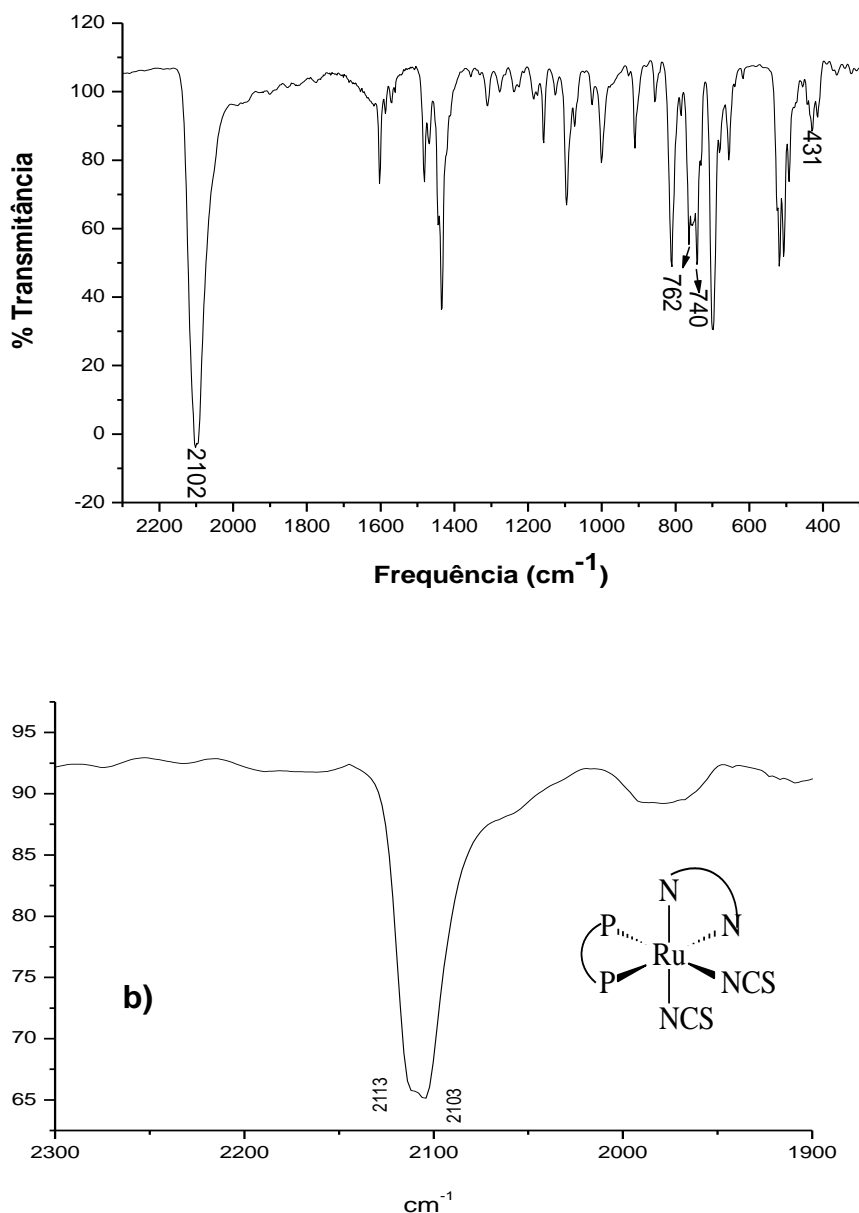 120
100
80
60
40
20
0
-20
% Transmitância
2102
762
740
431
2200 2000 1800 1600 1400 1200 1000 800 600 400
Frequência (cm⁻¹)
95
90
85
80
75
70
65
b)
2113
2103
N
P N
Ru
P NCS
NCS
2300 2200 2100 2000 1900
cm⁻¹